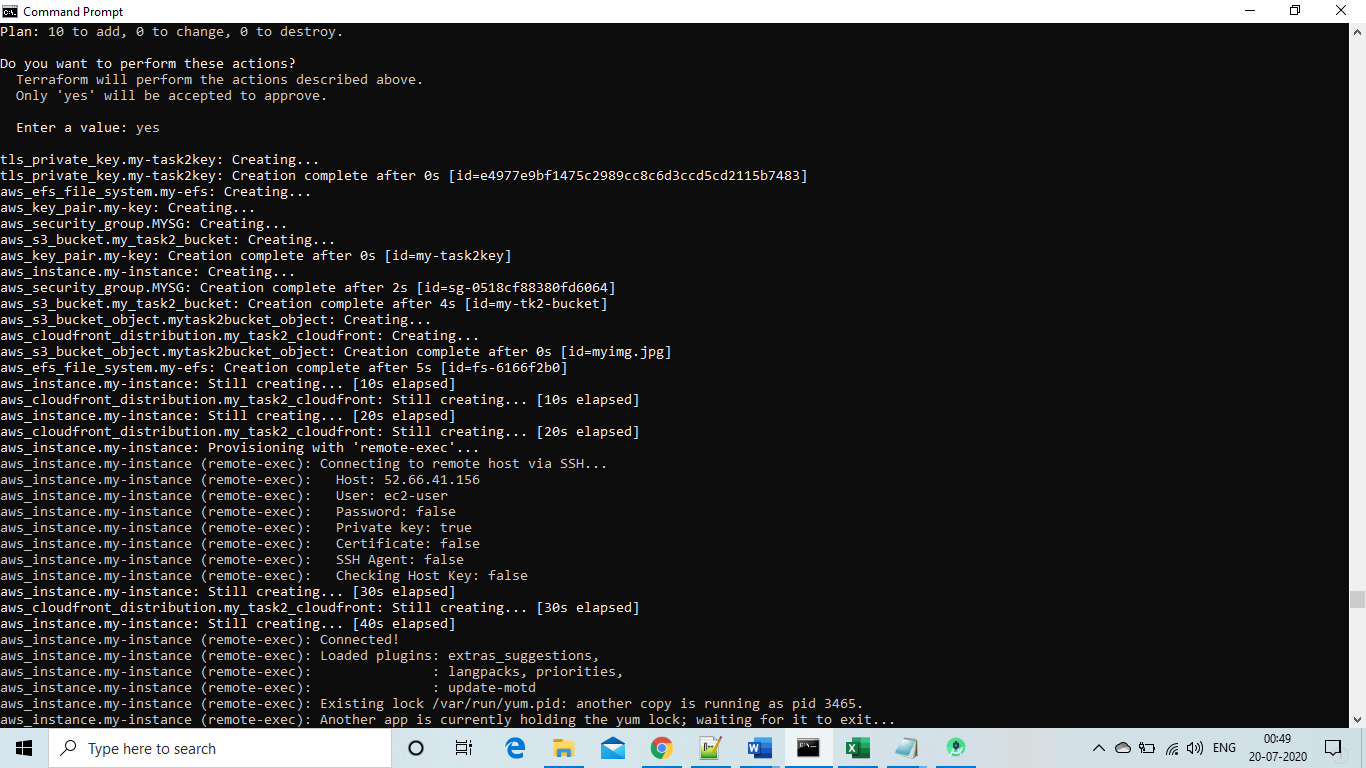 Command Prompt
Plan: 10 to add, 0 to change, 0 to destroy.
Do you want to perform these actions?
Terraform will perform the actions described above.
Only 'yes' will be accepted to approve.
Enter a value: yes
tls_private_key.my-task2key: Creating...
tls_private_key.my-task2key: Creation complete after 0s [id=e4977e9bf1475c2989cc8c6d3ccd5cd2115b7483]
aws_efs_file_system.my-efs: Creating...
aws_key_pair.my-key: Creating...
aws_security_group.MYSG: Creating...
aws_s3_bucket.my_task2_bucket: Creating...
aws_key_pair.my-key: Creation complete after 0s [id=my-task2key]
aws_instance.my-instance: Creating...
aws_security_group.MYSG: Creation complete after 2s [id=sg-0518cf88380fd6064]
aws_s3_bucket.my_task2_bucket: Creation complete after 4s [id=my-tk2-bucket]
aws_s3_bucket_object.mytask2bucket_object: Creating...
aws_cloudfront_distribution.my_task2_cloudfront: Creating...
aws_s3_bucket_object.mytask2bucket_object: Creation complete after 0s [id=myimg.jpg]
aws_efs_file_system.my-efs: Creation complete after 5s [id=fs-6166f2b0]
aws_instance.my-instance: Still creating... [10s elapsed]
aws_cloudfront_distribution.my_task2_cloudfront: Still creating... [10s elapsed]
aws_instance.my-instance: Still creating... [20s elapsed]
aws_cloudfront_distribution.my_task2_cloudfront: Still creating... [20s elapsed]
aws_instance.my-instance: Provisioning with 'remote-exec'...
aws_instance.my-instance (remote-exec): Connecting to remote host via SSH...
aws_instance.my-instance (remote-exec):   Host: 52.66.41.156
aws_instance.my-instance (remote-exec):   User: ec2-user
aws_instance.my-instance (remote-exec):   Password: false
aws_instance.my-instance (remote-exec):   Private key: true
aws_instance.my-instance (remote-exec):   Certificate: false
aws_instance.my-instance (remote-exec):   SSH Agent: false
aws_instance.my-instance (remote-exec):   Checking Host Key: false
aws_instance.my-instance: Still creating... [30s elapsed]
aws_cloudfront_distribution.my_task2_cloudfront: Still creating... [30s elapsed]
aws_instance.my-instance: Still creating... [40s elapsed]
aws_instance.my-instance (remote-exec): Connected!
aws_instance.my-instance (remote-exec): Loaded plugins: extras_suggestions,
aws_instance.my-instance (remote-exec):               : langpacks, priorities,
aws_instance.my-instance (remote-exec):               : update-motd
aws_instance.my-instance (remote-exec): Existing lock /var/run/yum.pid: another copy is running as pid 3465.
aws_instance.my-instance (remote-exec): Another app is currently holding the yum lock; waiting for it to exit...
Type here to search
ENG
00:49
20-07-2020